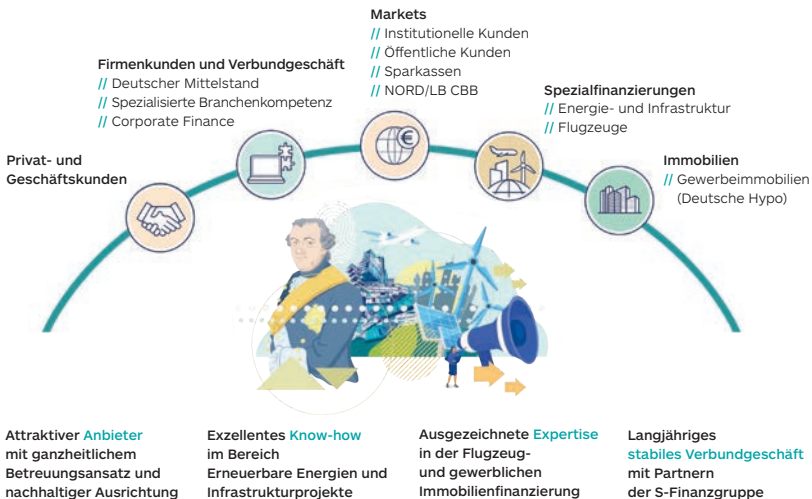 Markets
// Institutionelle Kunden
// Öffentliche Kunden
// Sparkassen
// NORD/LB CBB
Firmenkunden und Verbundgeschäft
// Deutscher Mittelstand
// Spezialisierte Branchenkompetenz
// Corporate Finance
Spezialfinanzierungen
// Energie- und Infrastruktur
// Flugzeuge
Privat- und
Geschäftskunden
Immobilien
// Gewerbeimmobilien
(Deutsche Hypo)
€
Attraktiver Anbieter
mit ganzheitlichem
Betreuungsansatz und
nachhaltiger Ausrichtung
Exzellentes Know-how
im Bereich
Erneuerbare Energien und
Infrastrukturprojekte
Ausgezeichnete Expertise
in der Flugzeug-
und gewerblichen
Immobilienfinanzierung
Langjähriges
stabiles Verbundgeschäft
mit Partnern
der S-Finanzgruppe